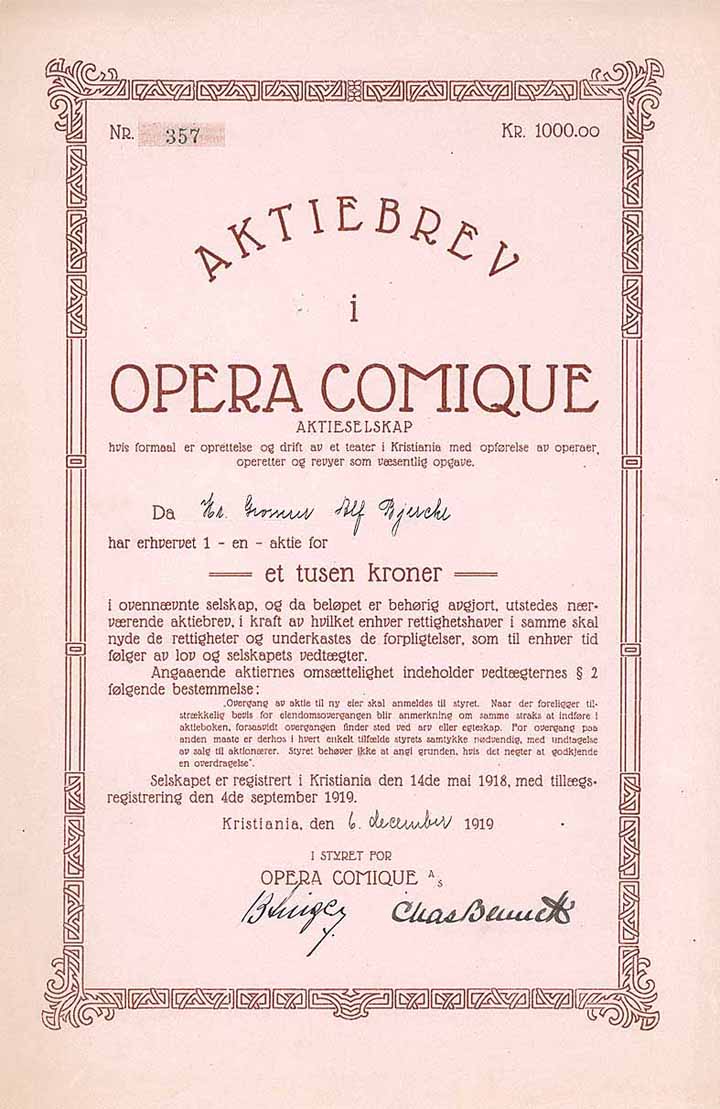 NR. 357 KR. 1000.00
AKTIEBREV
i
OPERA COMIQUE
AKTIESELSKAP
hvis formaal er oprettelse og drift av et teater i Kristiania med opførelse av operaer,
operetter og revyer som væsentlig opgave.
Da Hr. Alf Bjercke
har erhvervet 1 - en - aktie for
et tusen kroner
i ovennævnte selskap, og da beløpet er behørig avgjort, utstedes nær-
værende aktiebrev, i kraft av hvilket enhver rettighetshaver i samme skal
nyde de rettigheter og underkastes de forpligtelser, som til enhver tid
følger av lov og selskapets vedtægter.
Angaaende aktiernes omsættelighet indeholder vedtægternes § 2
følgende bestemmelse:
„Overgang av aktie til ny eier skal anmeldes til styret. Naar der foreligger til-
strækkelig bevis for eiendomsovergangen blir anmerkning om samme straks at indføre i
aktieboken, forsaavidt overgangen finder sted ved arv eller egteskap. For overgang paa
anden maate er derhos i hvert enkelt tilfælde styrets samtykke nødvendig, med undtagelse
av salg til aktionærer. Styret behøver ikke at angi grunden, hvis det negter at godkjende
en overdragelse".
Selskapet er registrert i Kristiania den 14de mai 1918, med tillægs-
registrering den 4de september 1919.
Kristiania, den 6. december 1919
I STYRET FOR
OPERA COMIQUE A/S
Chas Bennett